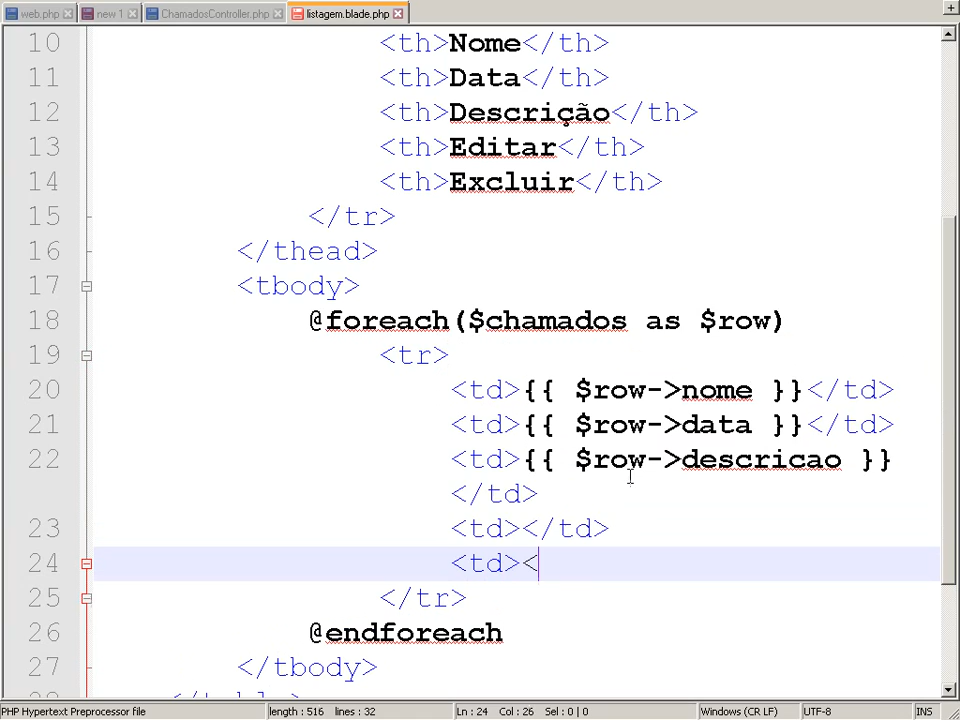 web.php new 1 ChamadosController.php listagem.blade.php
10 <th>Nome</th>
11 <th>Data</th>
12 <th>Descrição</th>
13 <th>Editar</th>
14 <th>Excluir</th>
15 </tr>
16 </thead>
17 <tbody>
18 @foreach($chamados as $row)
19 <tr>
20 <td>{{ $row->nome }}</td>
21 <td>{{ $row->data }}</td>
22 <td>{{ $row->descricao }}
</td>
23 <td></td>
24 <td><
25 </tr>
26 @endforeach
27 </tbody>
28 </table>
PHP Hypertext Preprocessor file length : 516 lines : 32 Ln : 24 Col : 26 Sel : 0 | 0 Windows (CR LF) UTF-8 INS